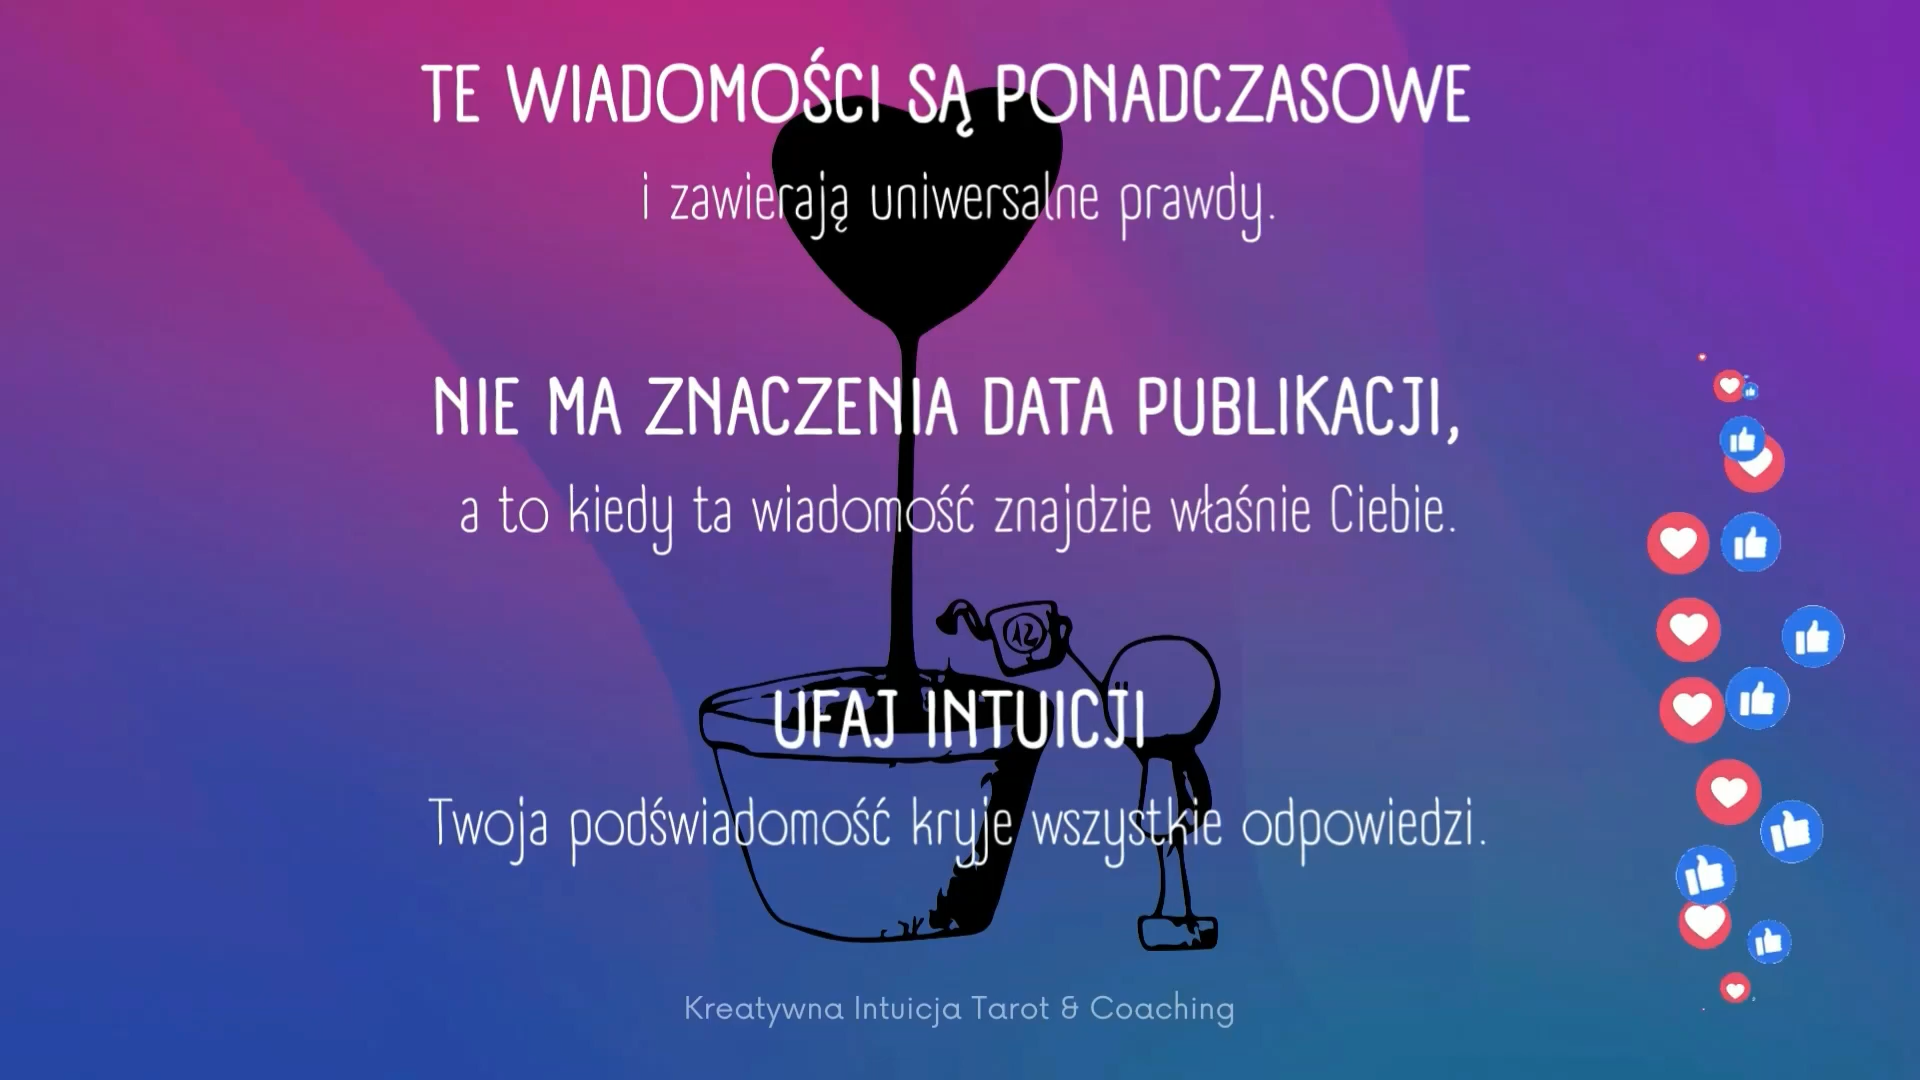 TE WIADOMOŚCI SĄ PONADCZASOWE
i zawierają uniwersalne prawdy.
NIE MA ZNACZENIA DATA PUBLIKACJI,
a to kiedy ta wiadomość znajdzie właśnie Ciebie.
12
UFAJ INTUICJI
Twoja podświadomość kryje wszystkie odpowiedzi.
Kreatywna Intuicja Tarot & Coaching